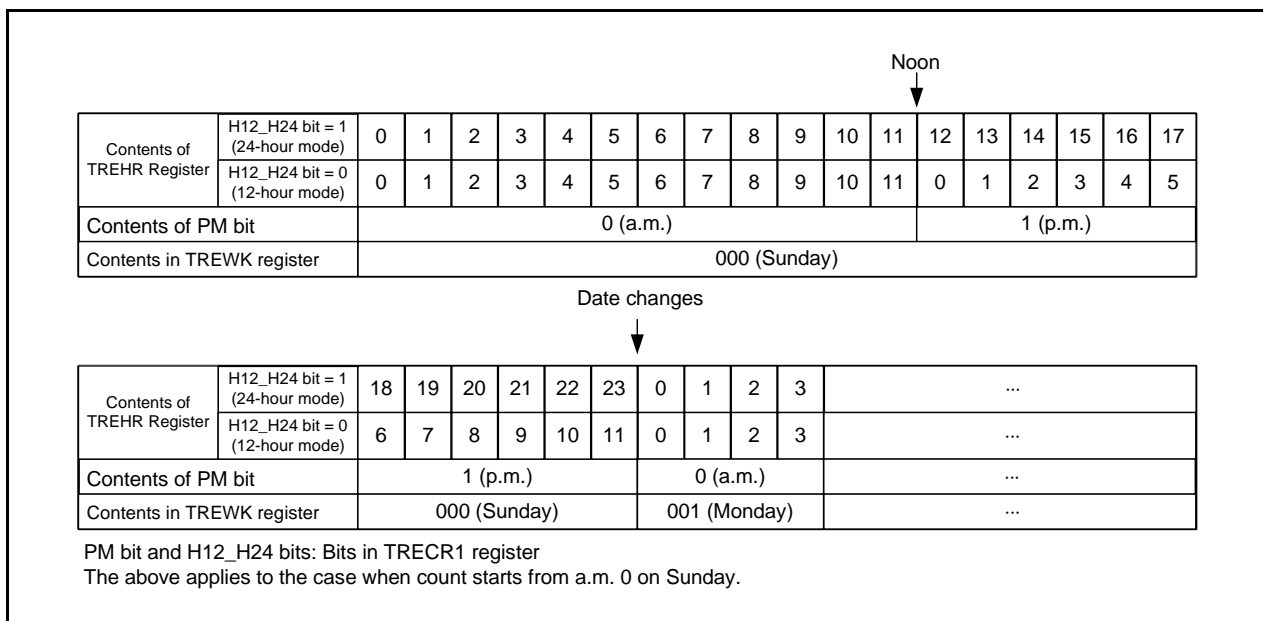 Noon
Contents of TREHR Register
H12_H24 bit = 1 (24-hour mode) 0 1 2 3 4 5 6 7 8 9 10 11 12 13 14 15 16 17
H12_H24 bit = 0 (12-hour mode) 0 1 2 3 4 5 6 7 8 9 10 11 0 1 2 3 4 5
Contents of PM bit 0 (a.m.) 1 (p.m.)
Contents in TREWK register 000 (Sunday)
Date changes
Contents of TREHR Register
H12_H24 bit = 1 (24-hour mode) 18 19 20 21 22 23 0 1 2 3 ...
H12_H24 bit = 0 (12-hour mode) 6 7 8 9 10 11 0 1 2 3 ...
Contents of PM bit 1 (p.m.) 0 (a.m.) ...
Contents in TREWK register 000 (Sunday) 001 (Monday) ...
PM bit and H12_H24 bits: Bits in TRECR1 register
The above applies to the case when count starts from a.m. 0 on Sunday.